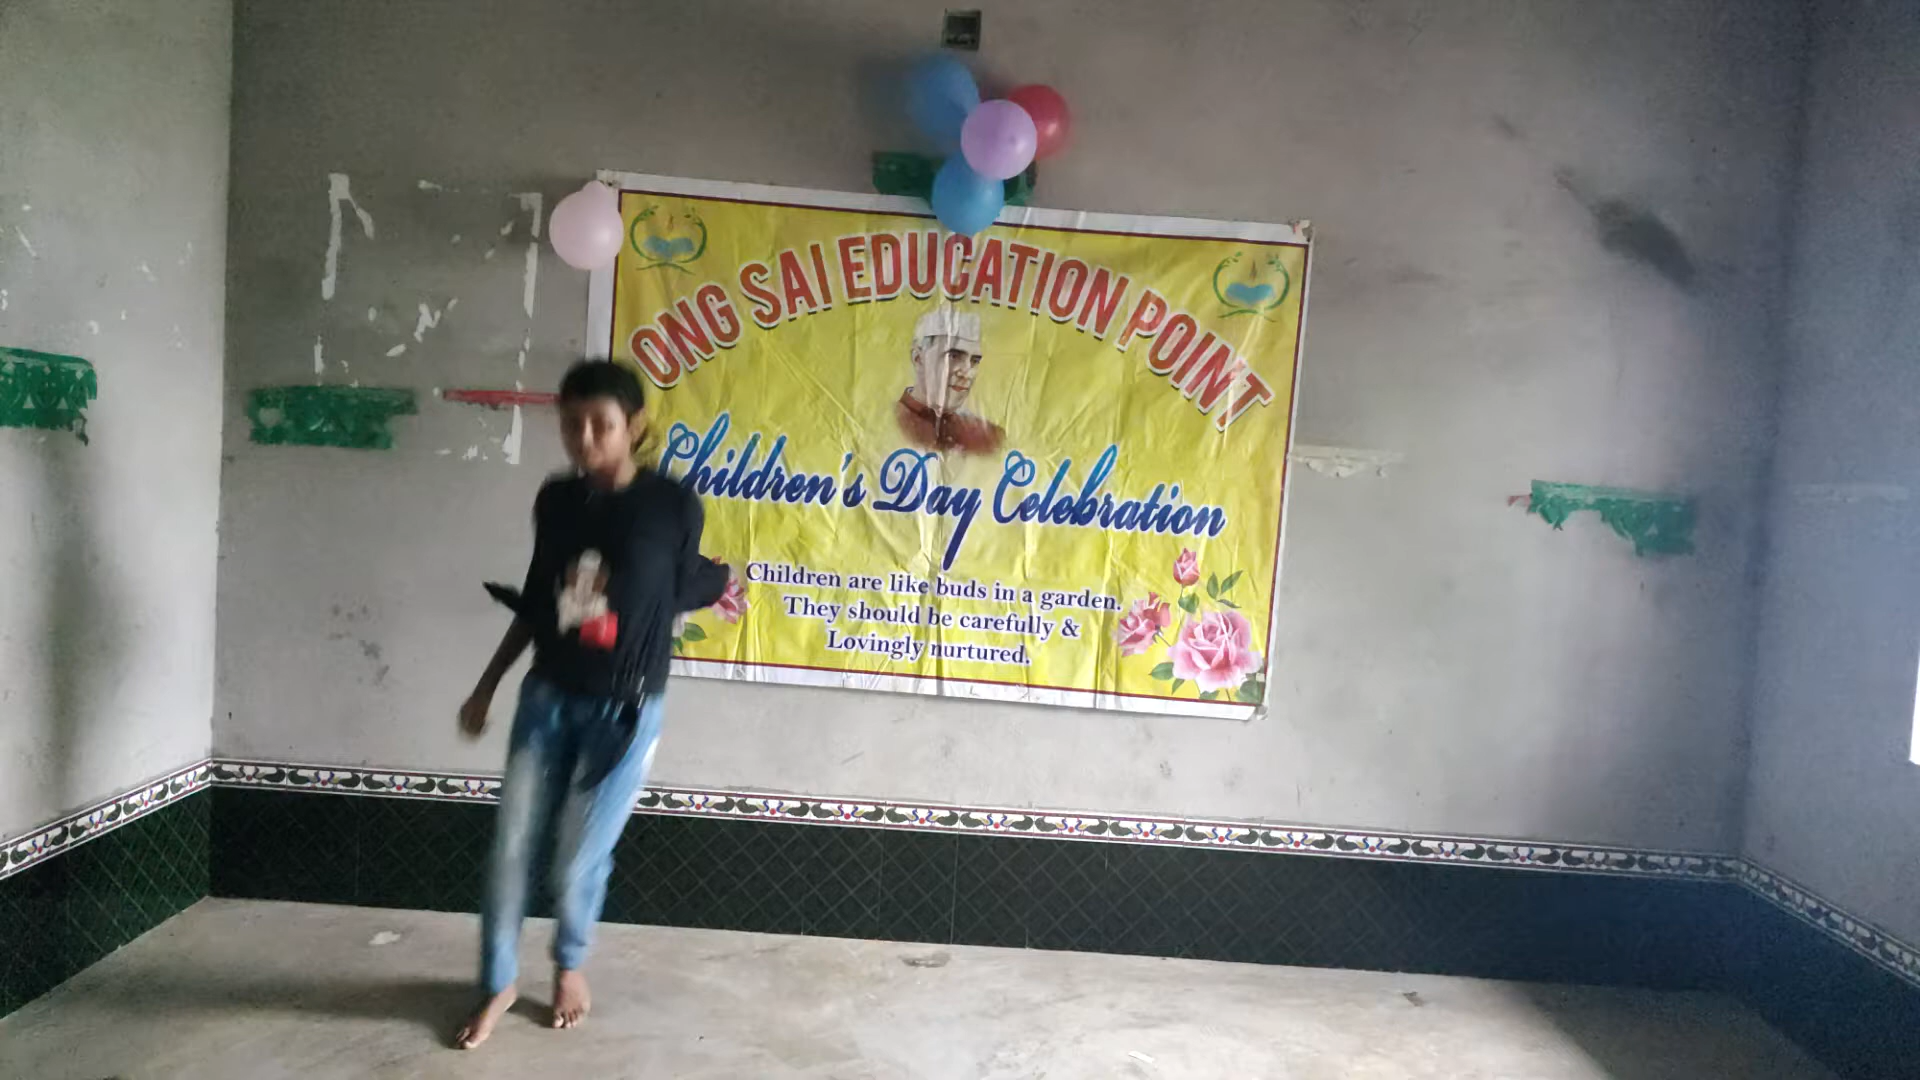 ONG SAI EDUCATION POINT
Children's Day Celebration
Children are like buds in a garden.
They should be carefully &
Lovingly nurtured.